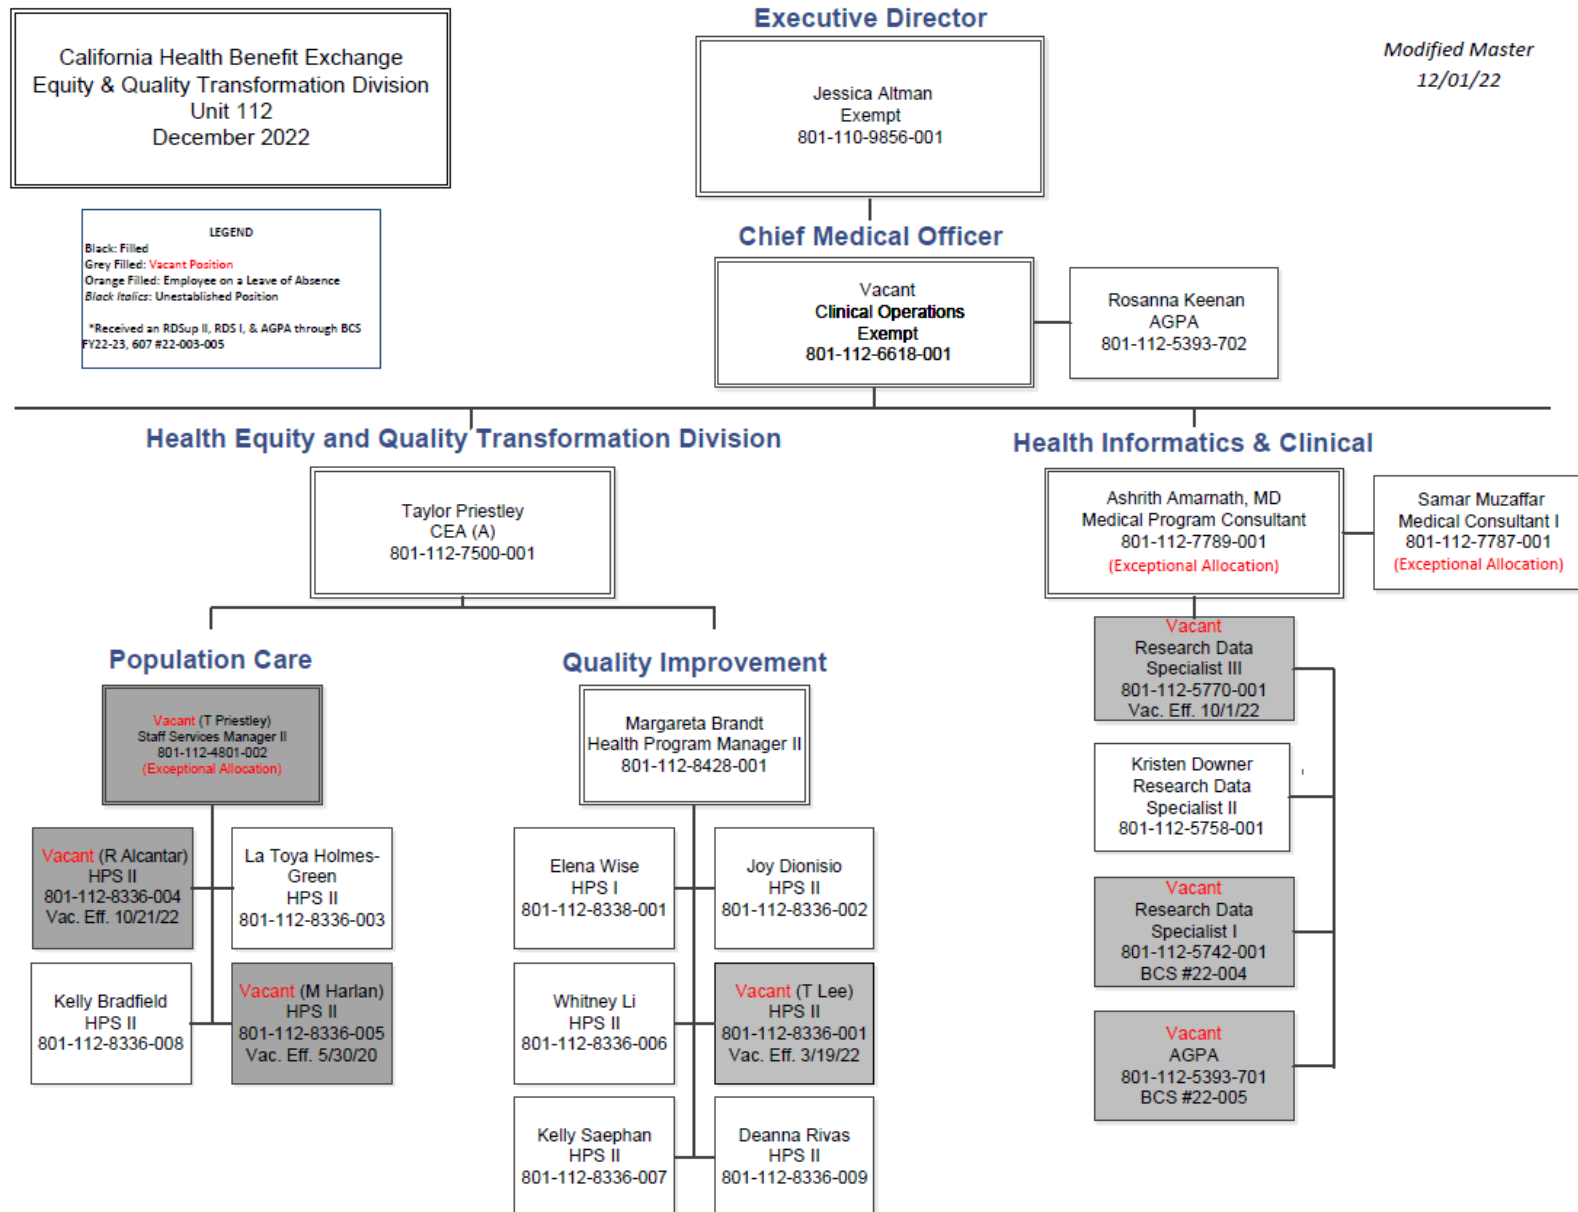 California Health Benefit Exchange
Equity & Quality Transformation Division
Unit 112
December 2022
Executive Director
Modified Master
12/01/22
Jessica Altman
Exempt
801-110-9856-001
LEGEND
Black: Filled
Grey Filled: Vacant Position
Orange Filled: Employee on a Leave of Absence
Black Italics: Unestablished Position
*Received an RDSup II, RDS I, & AGPA through BCS
FY22-23, 607 #22-003-005
Chief Medical Officer
Vacant
Clinical Operations
Exempt
801-112-6618-001
Rosanna Keenan
AGPA
801-112-5393-702
Health Equity and Quality Transformation Division
Taylor Priestley
CEA (A)
801-112-7500-001
Population Care
Vacant (T Priestley)
Staff Services Manager II
801-112-4801-002
(Exceptional Allocation)
Vacant (R Alcantar)
HPS II
801-112-8336-004
Vac. Eff. 10/21/22
La Toya Holmes-
Green
HPS II
801-112-8336-003
Kelly Bradfield
HPS II
801-112-8336-008
Vacant (M Harlan)
HPS II
801-112-8336-005
Vac. Eff. 5/30/20
Quality Improvement
Margareta Brandt
Health Program Manager II
801-112-8428-001
Elena Wise
HPS I
801-112-8338-001
Joy Dionisio
HPS II
801-112-8336-002
Whitney Li
HPS II
801-112-8336-006
Vacant (T Lee)
HPS II
801-112-8336-001
Vac. Eff. 3/19/22
Kelly Saephan
HPS II
801-112-8336-007
Deanna Rivas
HPS II
801-112-8336-009
Health Informatics & Clinical
Ashrith Amarnath, MD
Medical Program Consultant
801-112-7789-001
(Exceptional Allocation)
Samar Muzaffar
Medical Consultant I
801-112-7787-001
(Exceptional Allocation)
Vacant
Research Data
Specialist III
801-112-5770-001
Vac. Eff. 10/1/22
Kristen Downer
Research Data
Specialist II
801-112-5758-001
Vacant
Research Data
Specialist I
801-112-5742-001
BCS #22-004
Vacant
AGPA
801-112-5393-701
BCS #22-005